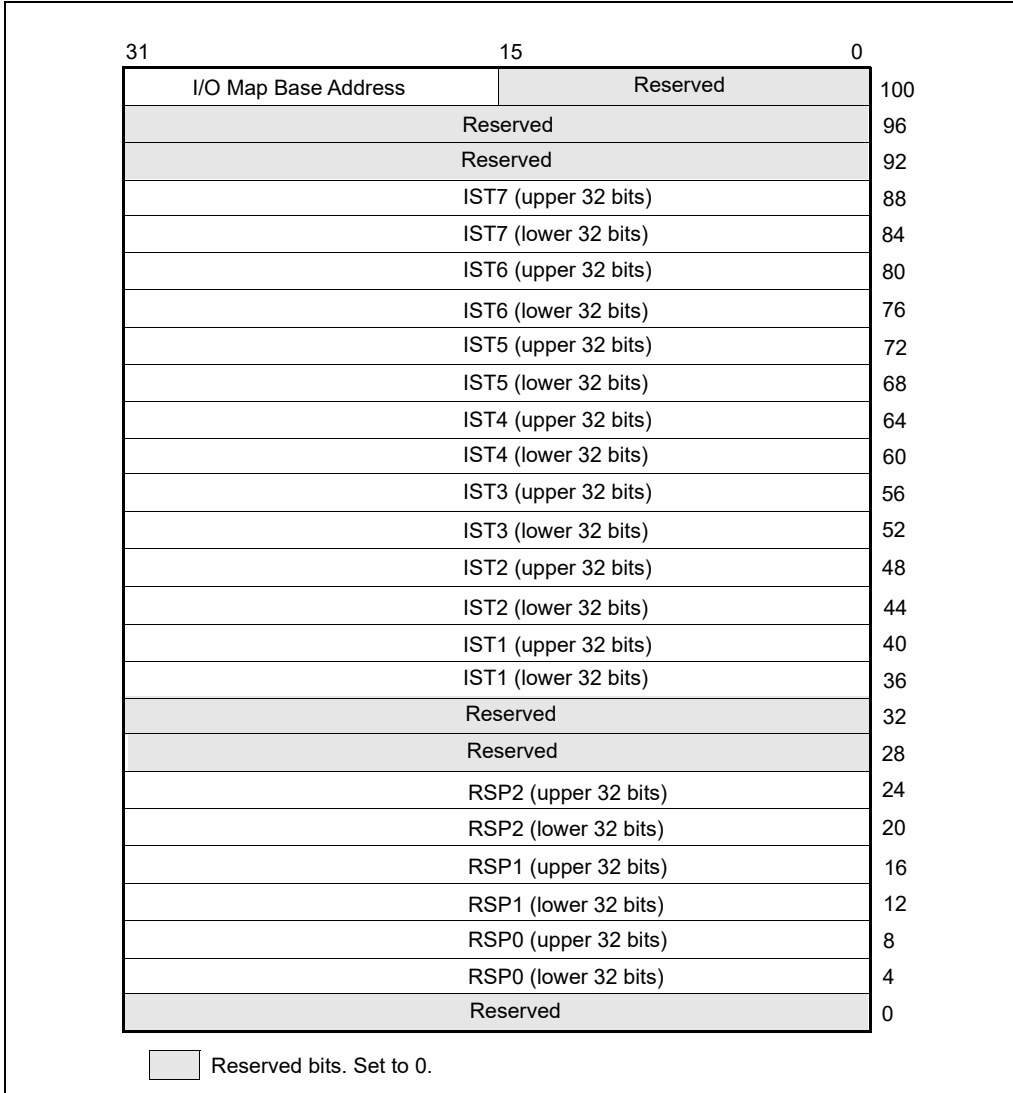 31 15 0
I/O Map Base Address Reserved 100
Reserved 96
Reserved 92
IST7 (upper 32 bits) 88
IST7 (lower 32 bits) 84
IST6 (upper 32 bits) 80
IST6 (lower 32 bits) 76
IST5 (upper 32 bits) 72
IST5 (lower 32 bits) 68
IST4 (upper 32 bits) 64
IST4 (lower 32 bits) 60
IST3 (upper 32 bits) 56
IST3 (lower 32 bits) 52
IST2 (upper 32 bits) 48
IST2 (lower 32 bits) 44
IST1 (upper 32 bits) 40
IST1 (lower 32 bits) 36
Reserved 32
Reserved 28
RSP2 (upper 32 bits) 24
RSP2 (lower 32 bits) 20
RSP1 (upper 32 bits) 16
RSP1 (lower 32 bits) 12
RSP0 (upper 32 bits) 8
RSP0 (lower 32 bits) 4
Reserved 0
Reserved bits. Set to 0.